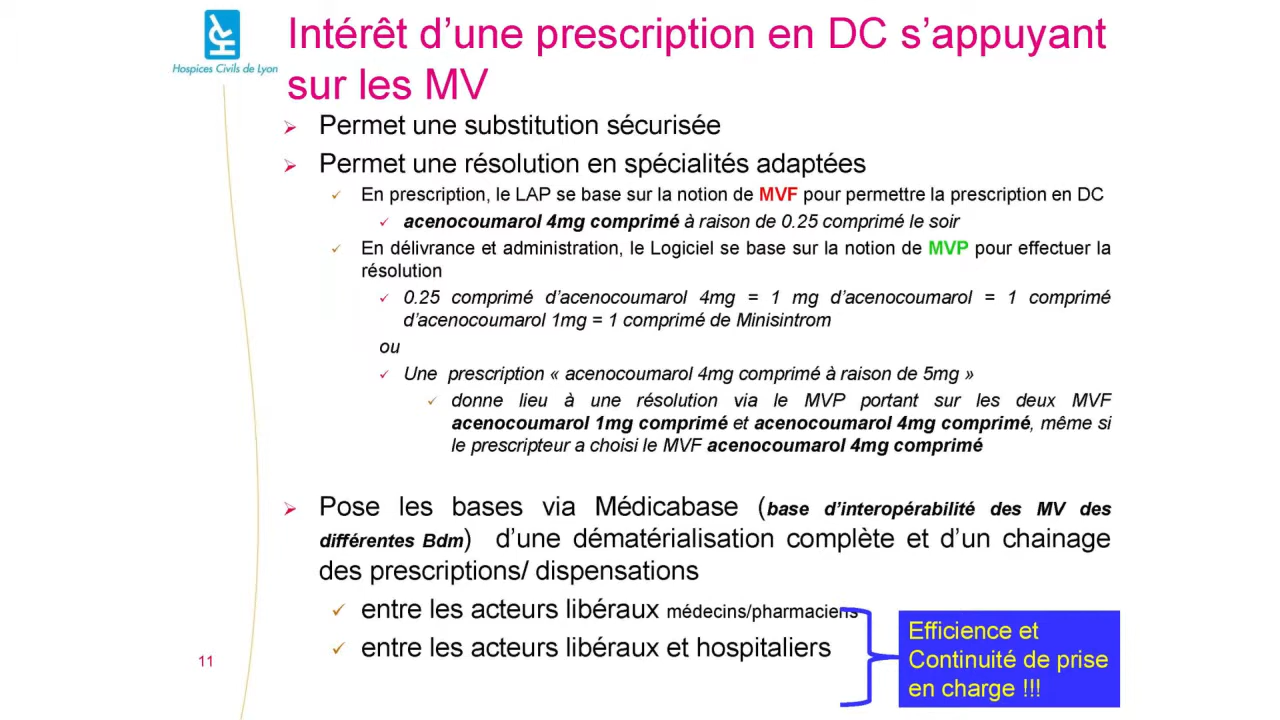 Hospices Civils de Lyon
Intérêt d’une prescription en DC s’appuyant
sur les MV
Permet une substitution sécurisée
Permet une résolution en spécialités adaptées
En prescription, le LAP se base sur la notion de MVF pour permettre la prescription en DC
acenocoumarol 4mg comprimé à raison de 0.25 comprimé le soir
En délivrance et administration, le Logiciel se base sur la notion de MVP pour effectuer la
résolution
0.25 comprimé d’acenocoumarol 4mg = 1 mg d’acenocoumarol = 1 comprimé
d’acenocoumarol 1mg = 1 comprimé de Minisintrom
ou
Une prescription « acenocoumarol 4mg comprimé à raison de 5mg »
donne lieu à une résolution via le MVP portant sur les deux MVF
acenocoumarol 1mg comprimé et acenocoumarol 4mg comprimé, même si
le prescripteur a choisi le MVF acenocoumarol 4mg comprimé
Pose les bases via Médicabase (base d’interopérabilité des MV des
différentes Bdm) d’une dématérialisation complète et d’un chainage
des prescriptions/ dispensations
entre les acteurs libéraux médecins/pharmaciens
entre les acteurs libéraux et hospitaliers
Efficience et
Continuité de prise
en charge !!!
11